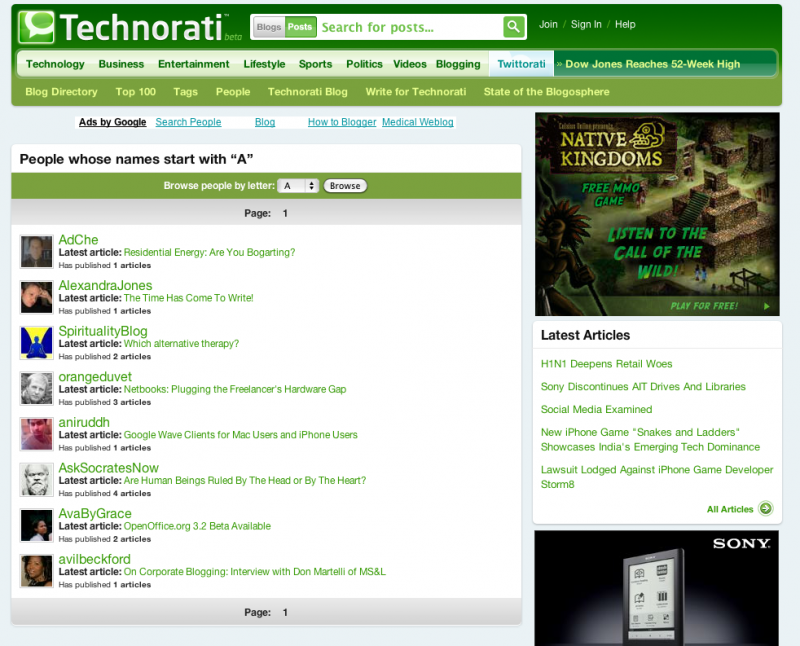 Technorati™
beta
Blogs Posts Search for posts...
Join / Sign In / Help
Technology Business Entertainment Lifestyle Sports Politics Videos Blogging Twittorati » Dow Jones Reaches 52-Week High
Blog Directory Top 100 Tags People Technorati Blog Write for Technorati State of the Blogosphere
Ads by Google Search People Blog How to Blogger Medical Weblog
People whose names start with “A”
Browse people by letter: A Browse
Page: 1
AdChe
Latest article: Residential Energy: Are You Bogarting?
Has published 1 articles
AlexandraJones
Latest article: The Time Has Come To Write!
Has published 1 articles
SpiritualityBlog
Latest article: Which alternative therapy?
Has published 2 articles
orangeduvet
Latest article: Netbooks: Plugging the Freelancer's Hardware Gap
Has published 3 articles
aniruddh
Latest article: Google Wave Clients for Mac Users and iPhone Users
Has published 1 articles
AskSocratesNow
Latest article: Are Human Beings Ruled By The Head or By The Heart?
Has published 4 articles
AvaByGrace
Latest article: OpenOffice.org 3.2 Beta Available
Has published 2 articles
avilbeckford
Latest article: On Corporate Blogging: Interview with Don Martelli of MS&L
Has published 1 articles
Page: 1
NATIVE
KINGDOMS
FREE MMO
GAME
LISTEN TO THE
CALL OF THE
WILD!
PLAY FOR FREE!
Latest Articles
H1N1 Deepens Retail Woes
Sony Discontinues AIT Drives And Libraries
Social Media Examined
New iPhone Game "Snakes and Ladders"
Showcases India's Emerging Tech Dominance
Lawsuit Lodged Against iPhone Game Developer
Storm8
All Articles
SONY